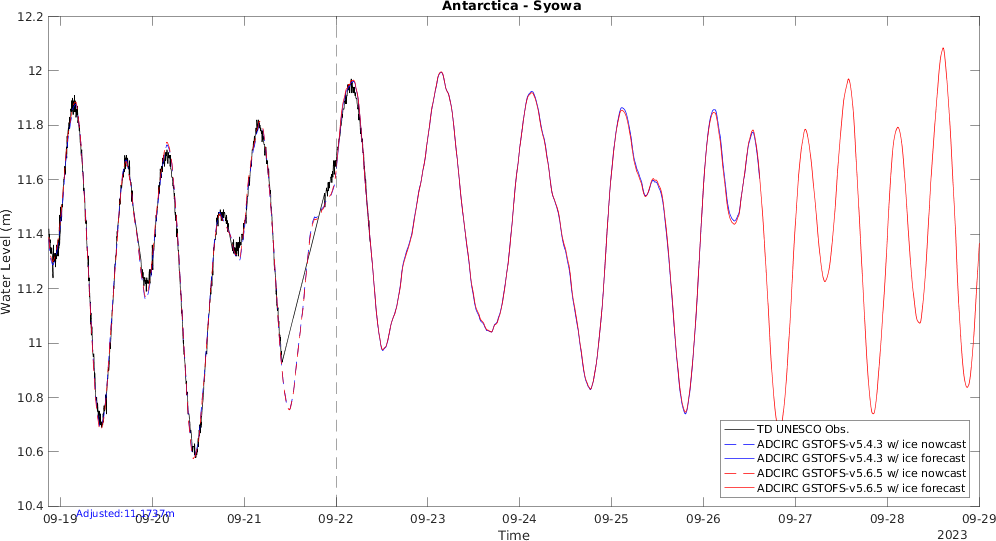 Antarctica - Syowa
12.2
12
11.8
11.6
11.4
11.2
11
10.8
10.6
10.4
Water Level (m)
TD UNESCO Obs.
ADCIRC GSTOFS-v5.4.3 w/ ice nowcast
ADCIRC GSTOFS-v5.4.3 w/ ice forecast
ADCIRC GSTOFS-v5.6.5 w/ ice nowcast
ADCIRC GSTOFS-v5.6.5 w/ ice forecast
Adjusted:11.1737m
09-19 09-20 09-21 09-22 09-23 09-24 09-25 09-26 09-27 09-28 09-29
Time
2023